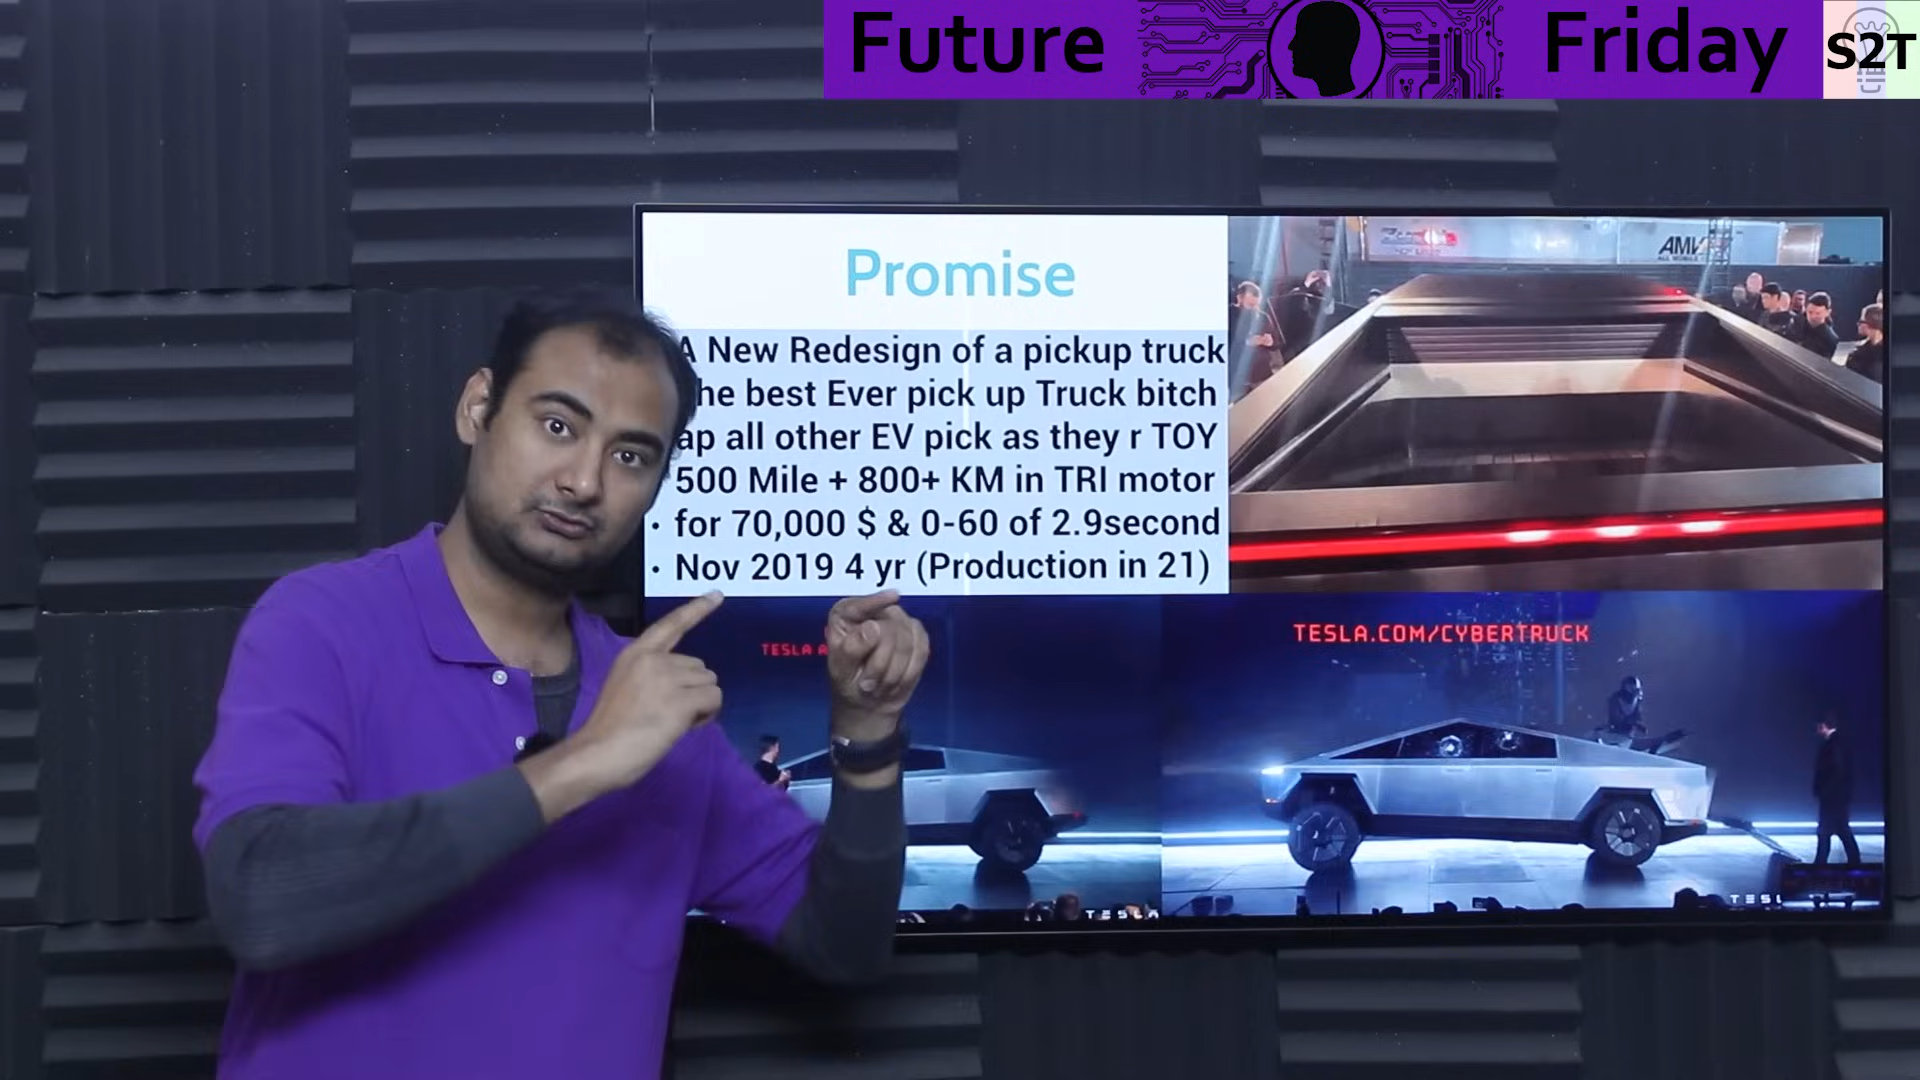 Future Friday S2T
Promise
A New Redesign of a pickup truck
he best Ever pick up Truck bitch
ap all other EV pick as they r TOY
500 Mile + 800+ KM in TRI motor
• for 70,000 $ & 0-60 of 2.9second
• Nov 2019 4 yr (Production in 21)
AMV
TESLA
TESLA.COM/CYBERTRUCK
TESLA
TESL